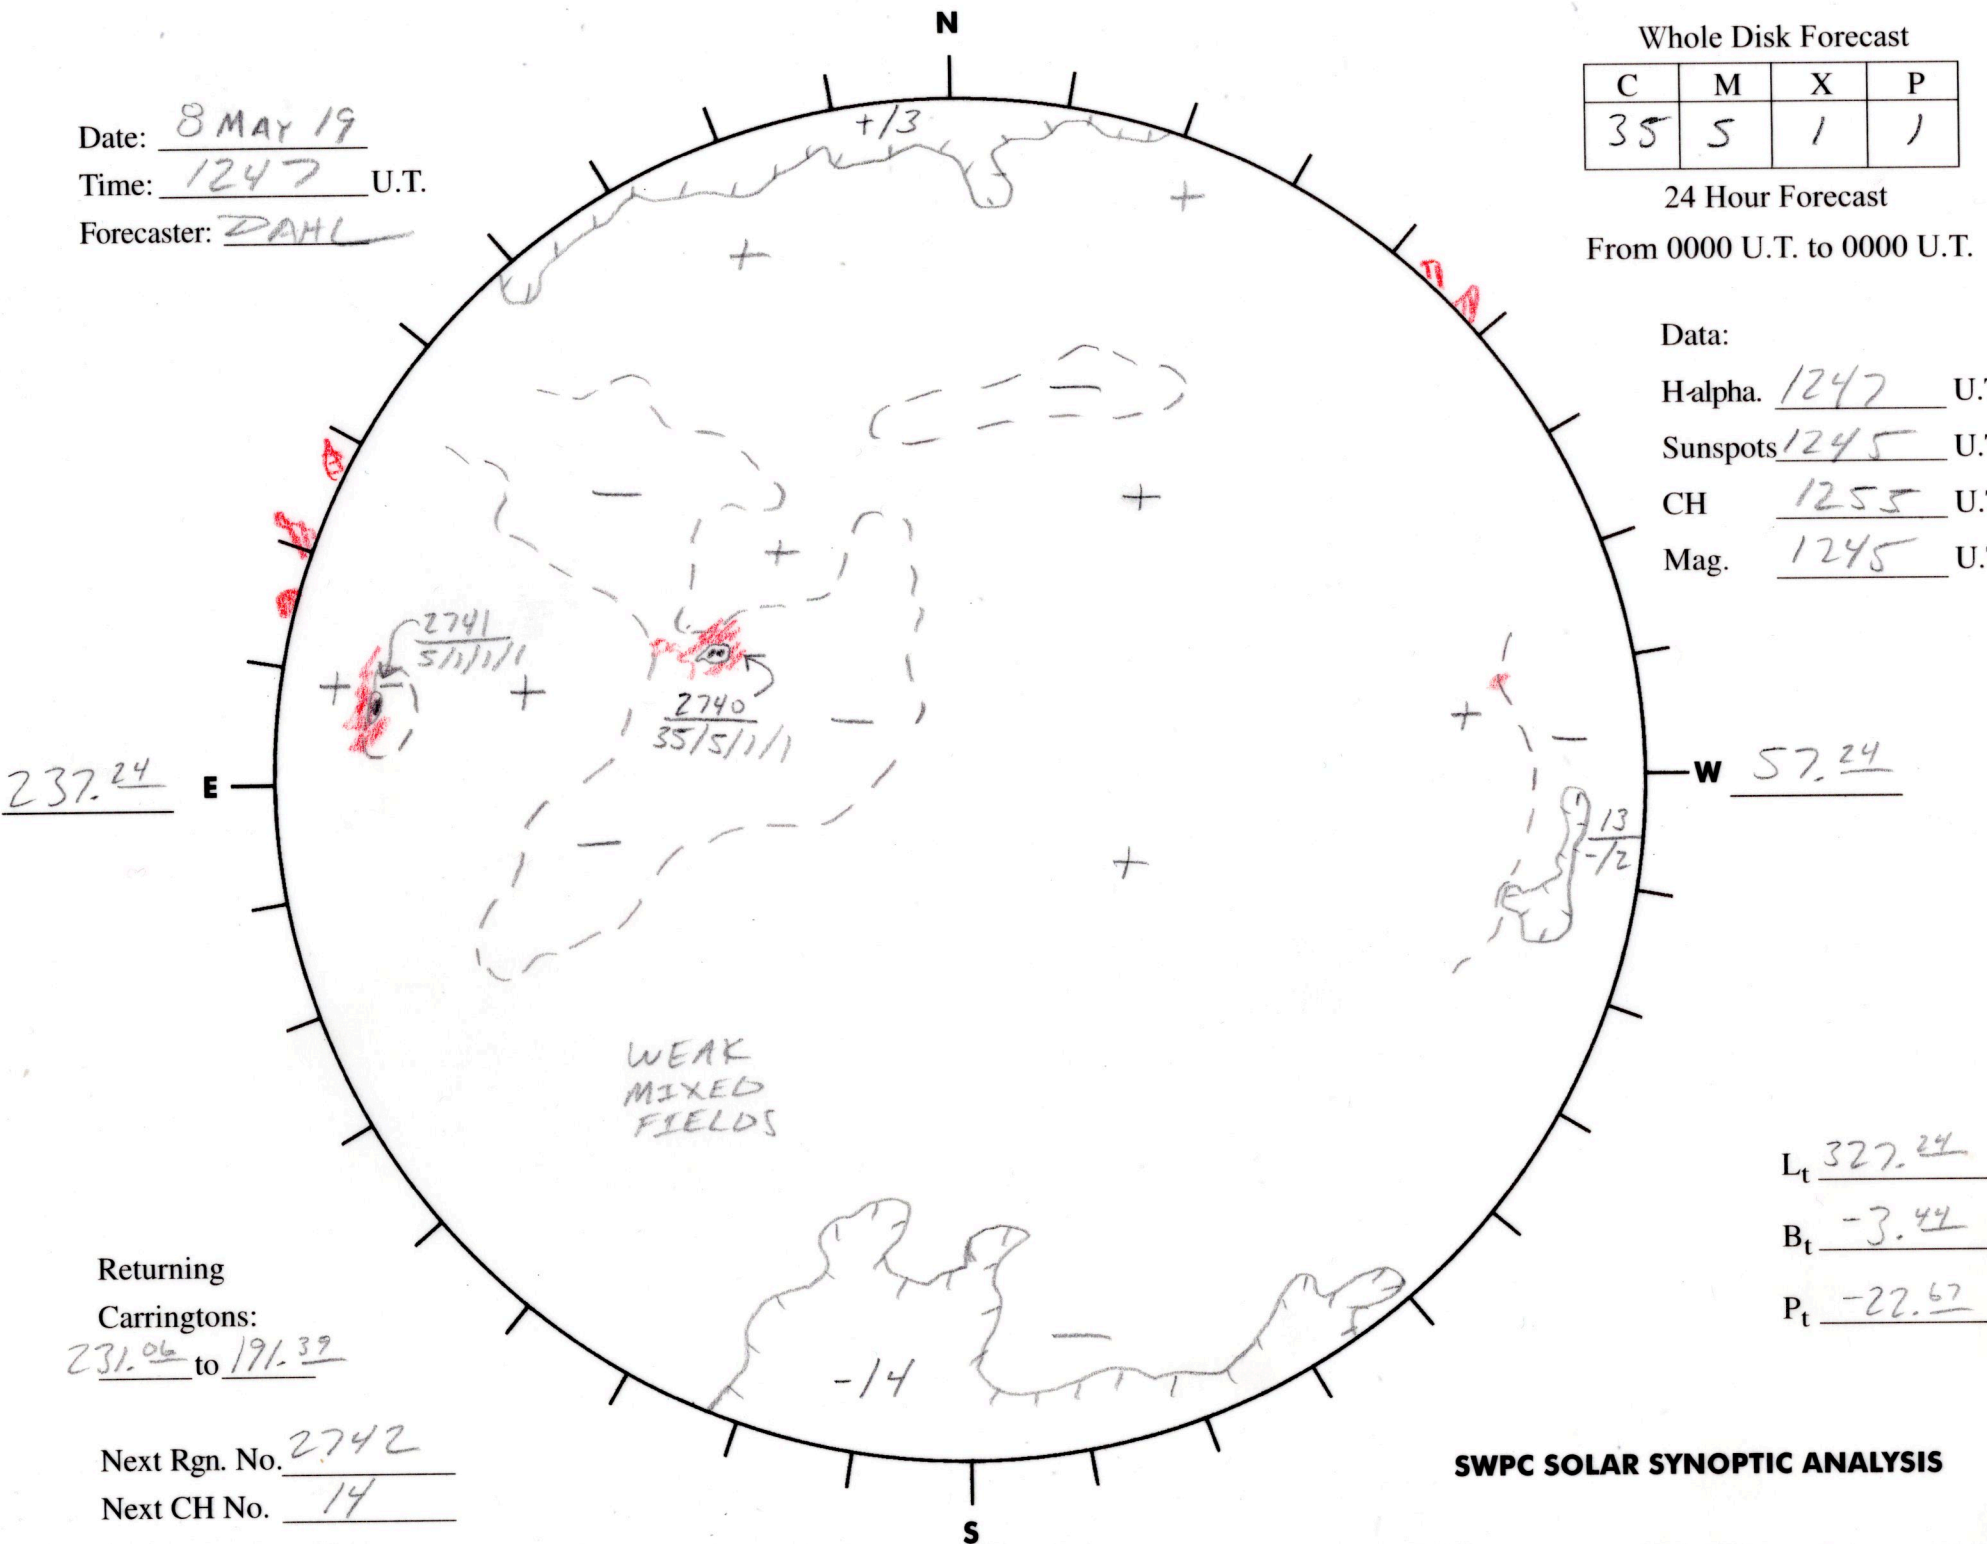 N
Date: 8 MAY 19
Time: 1247 U.T.
Forecaster: DAHL
Whole Disk Forecast
C M X P
35 5 1 1
24 Hour Forecast
From 0000 U.T. to 0000 U.T.
Data:
H-alpha. 1247 U.T
Sunspots 1245 U.T
CH 1255 U.T
Mag. 1245 U.T
+/3
+
+
—
—
+
+
2741
5/1/1/1
+ — +
2740
35/5/1/1
—
+
—
237.24 E
W 57.24
13
-/2
—
+
WEAK
MIXED
FIELDS
Lt 327.24
Bt -3.44
Pt -22.67
Returning
Carringtons:
231.06 to 191.39
—
-14
Next Rgn. No. 2742
Next CH No. 14
SWPC SOLAR SYNOPTIC ANALYSIS
S